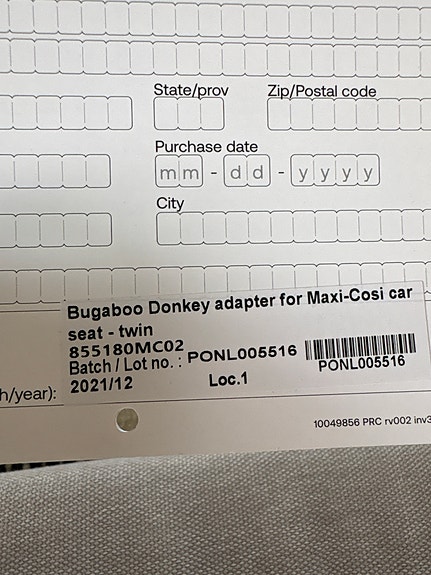 State/prov Zip/Postal code
Purchase date
mm - dd - yyyy
City
Bugaboo Donkey adapter for Maxi-Cosi car
seat - twin
855180MC02
Batch / Lot no. : PONL005516
PONL005516
h/year): 2021/12 Loc.1
10049856 PRC rv002 inv